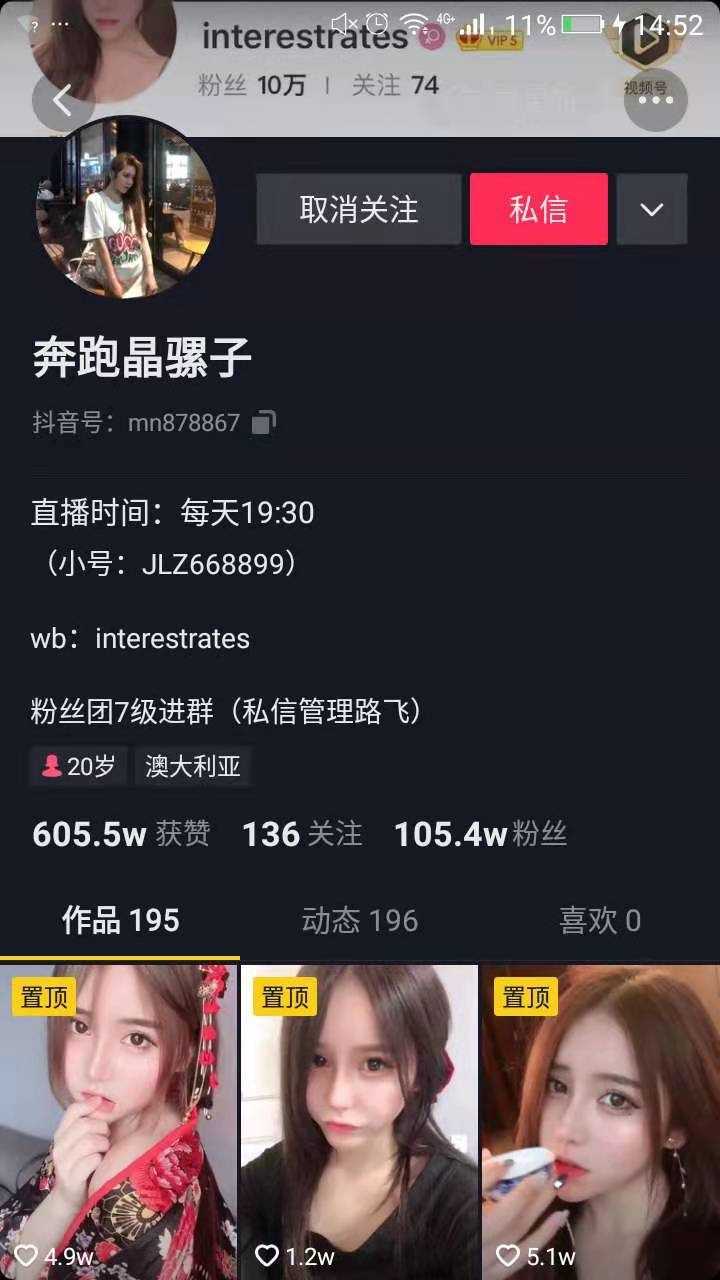 4G+ 11% 14:52
interestrates VIP 5
粉丝 10万 | 关注 74
视频号
取消关注 私信
奔跑晶骡子
抖音号：mn878867
直播时间：每天19:30
（小号：JLZ668899）
wb：interestrates
粉丝团7级进群（私信管理路飞）
20岁 澳大利亚
605.5w 获赞 136 关注 105.4w 粉丝
作品 195 动态 196 喜欢 0
置顶 置顶 置顶
4.9w 1.2w 5.1w